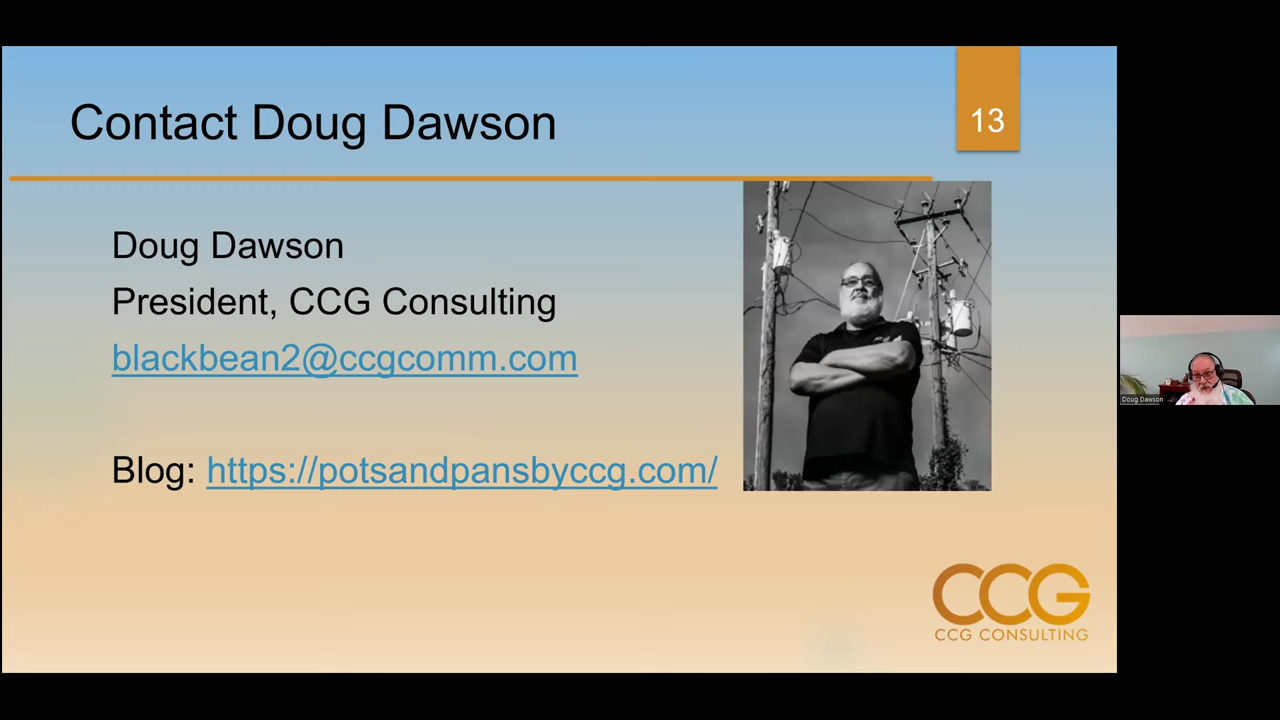 Contact Doug Dawson
13
Doug Dawson
President, CCG Consulting
blackbean2@ccgcomm.com
Blog: https://potsandpansbyccg.com/
Doug Dawson
CCG
CCG CONSULTING